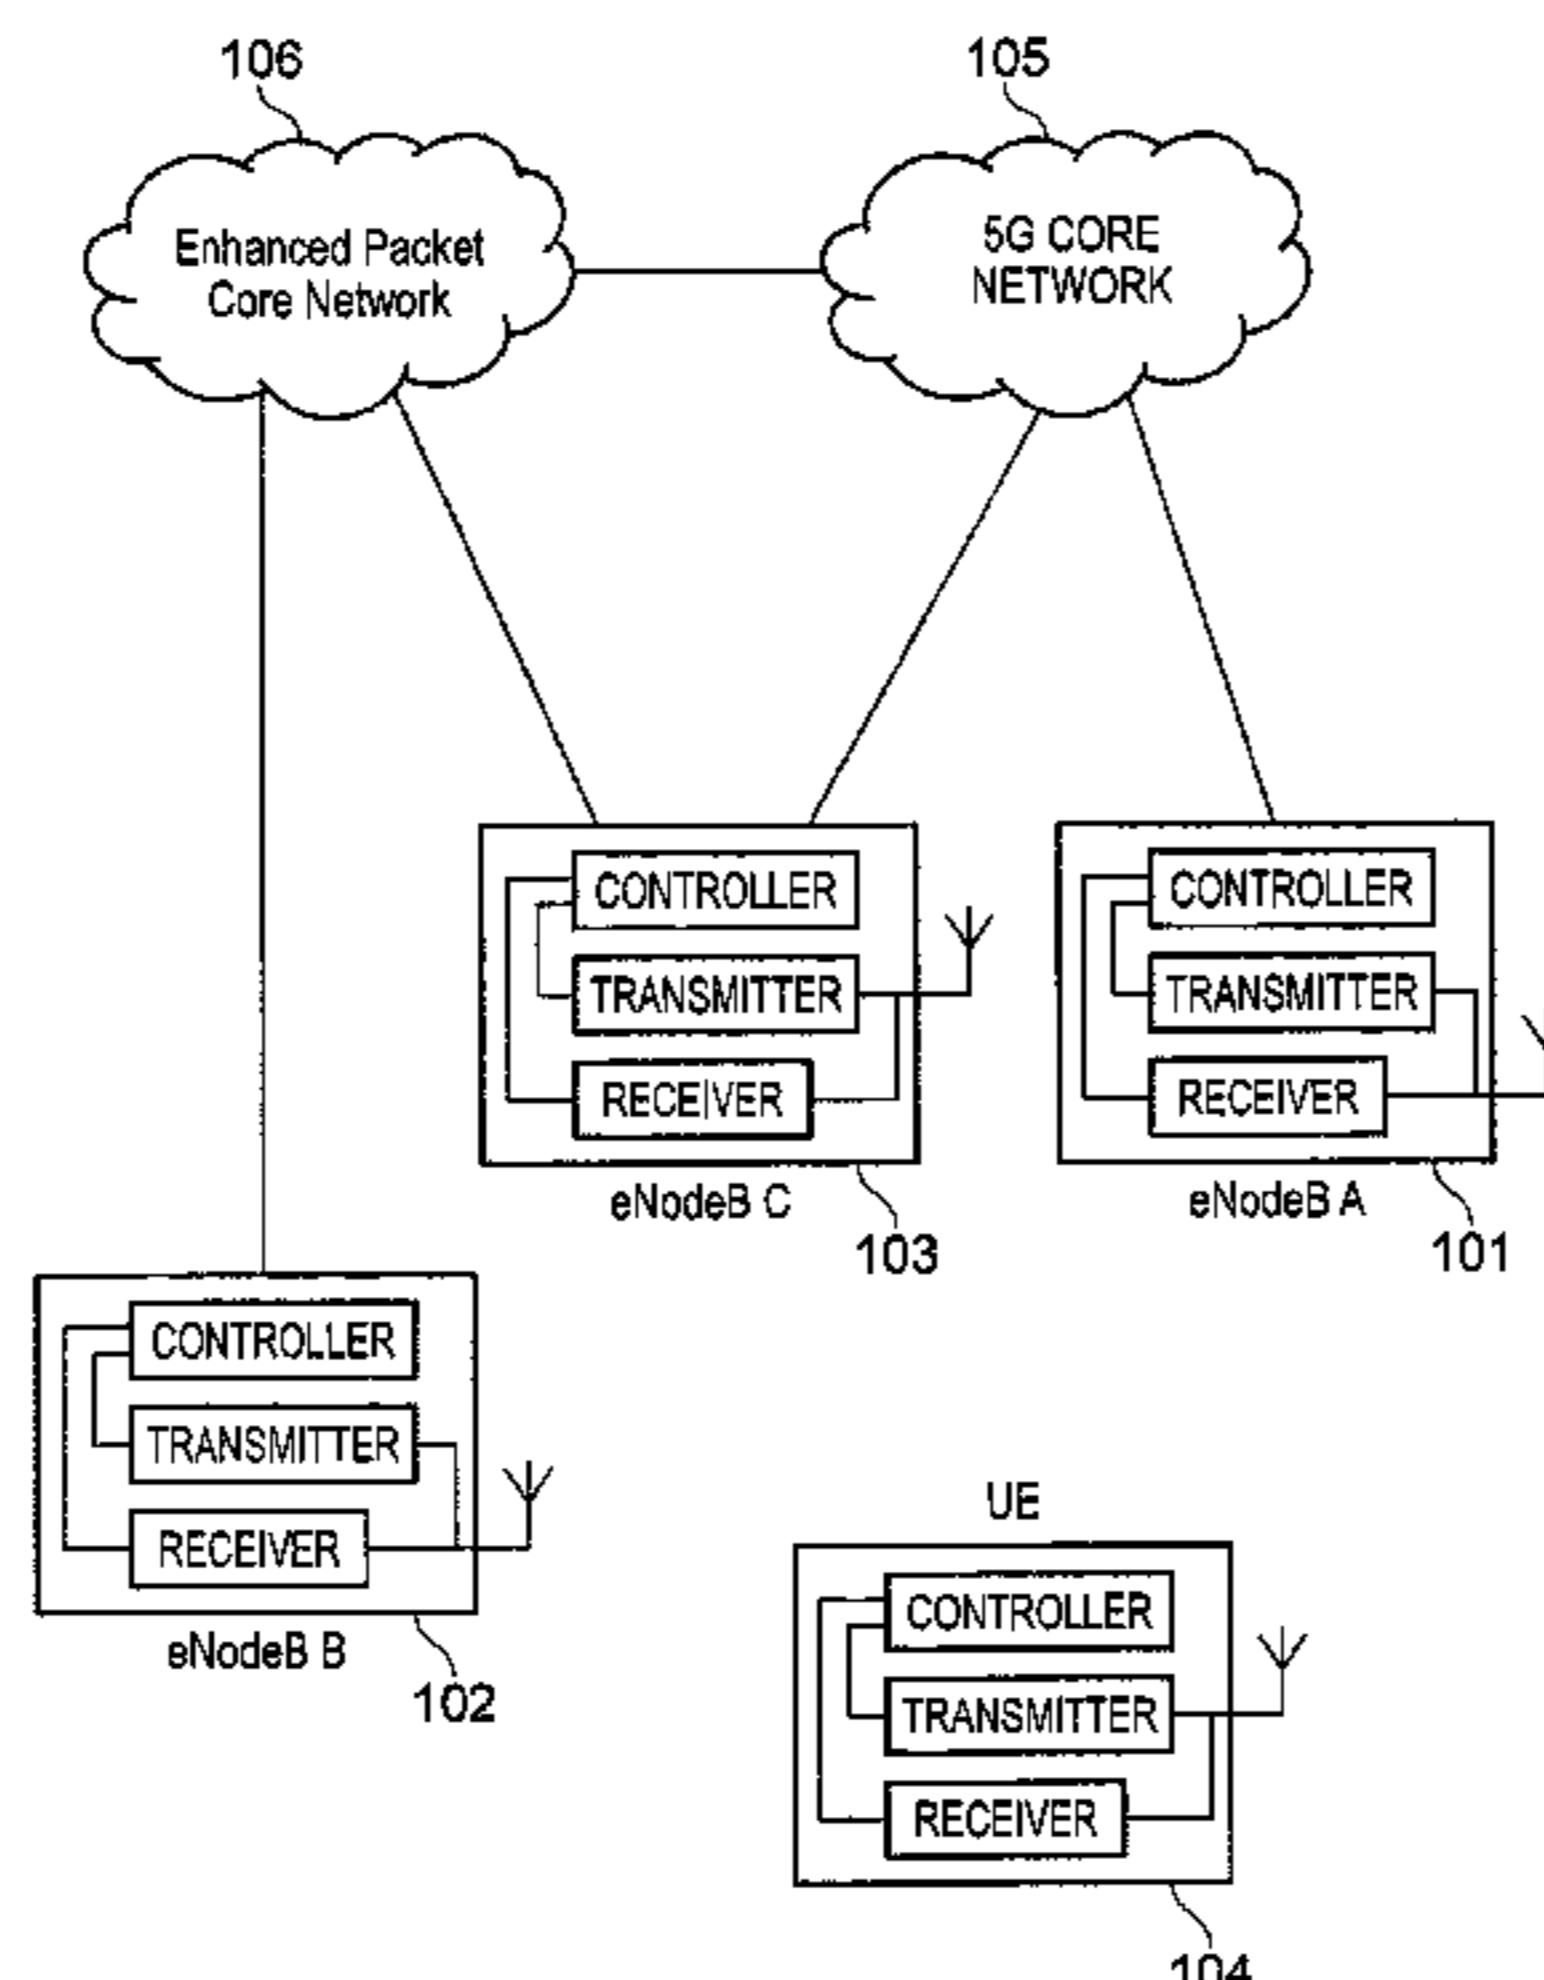 106
105
Enhanced Packet
Core Network
5G CORE
NETWORK
CONTROLLER
TRANSMITTER
RECEIVER
eNodeB C
103
CONTROLLER
TRANSMITTER
RECEIVER
eNodeB A
101
CONTROLLER
TRANSMITTER
RECEIVER
eNodeB B
102
UE
CONTROLLER
TRANSMITTER
RECEIVER
104